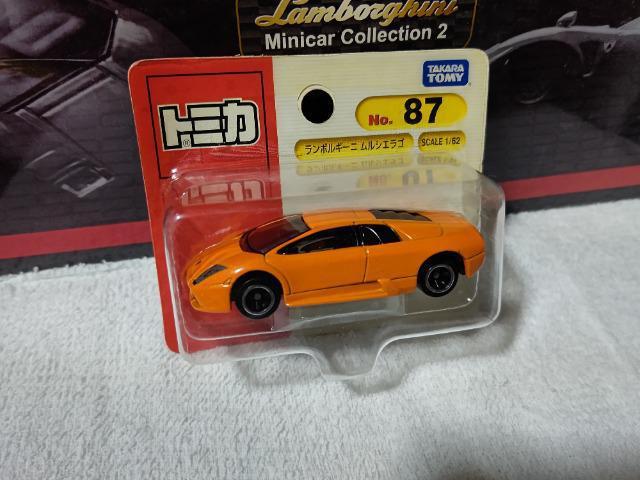 Lamborghini
Minicar Collection 2
TAKARA
TOMY
トミカ
®
No. 87
ランボルギーニ ムルシエラゴ
SCALE 1/62